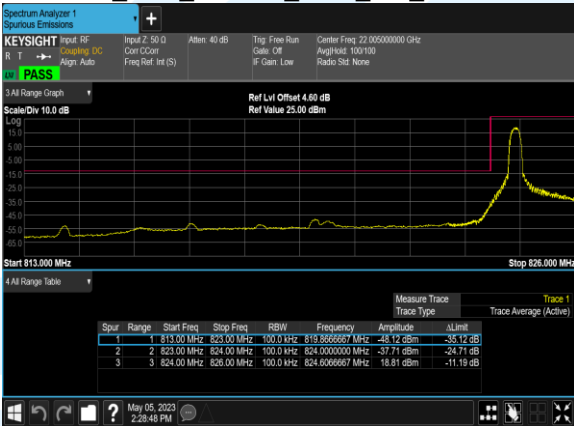 Spectrum Analyzer 1
Spurious Emissions
KEYSIGHT Input: RF Input Z: 50 Ω Atten: 40 dB Trig: Free Run Center Freq: 22.005000000 GHz
R T Coupling: DC Corr CCorr Gate: Off Avg|Hold: 100/100
Align: Auto Freq Ref: Int (S) IF Gain: Low Radio Std: None
LXI PASS
3 All Range Graph
Ref Lvl Offset 4.60 dB
Scale/Div 10.0 dB Ref Value 25.00 dBm
Log
15.0
5.00
-5.00
-15.0
-25.0
-35.0
-45.0
-55.0
-65.0
Start 813.000 MHz Stop 826.000 MHz
4 All Range Table
Measure Trace Trace 1
Trace Type Trace Average (Active)
Spur Range Start Freq Stop Freq RBW Frequency Amplitude ΔLimit
1 1 813.00 MHz 823.00 MHz 100.0 kHz 819.8666667 MHz -48.12 dBm -35.12 dB
2 2 823.00 MHz 824.00 MHz 100.0 kHz 824.0000000 MHz -37.71 dBm -24.71 dB
3 3 824.00 MHz 826.00 MHz 100.0 kHz 824.6066667 MHz 18.81 dBm -11.19 dB
? May 05, 2023
2:28:48 PM